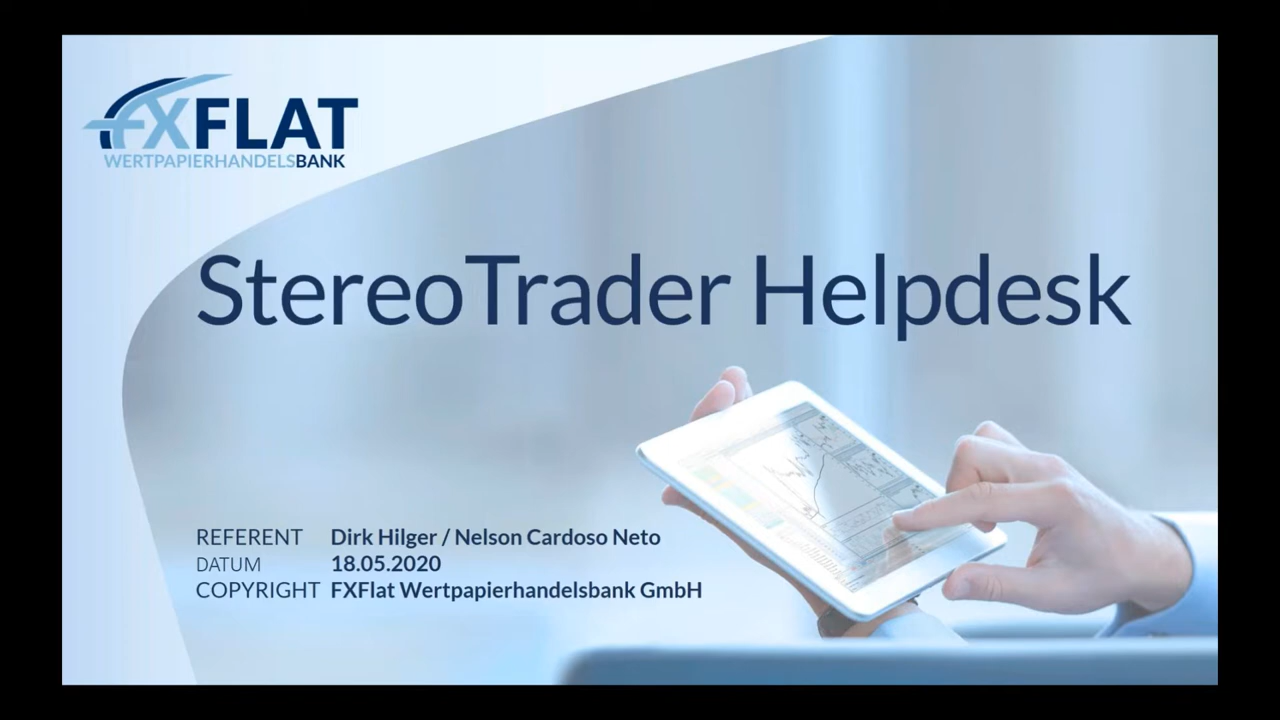 FXFLAT
WERTPAPIERHANDELSBANK
StereoTrader Helpdesk
REFERENT Dirk Hilger / Nelson Cardoso Neto
DATUM 18.05.2020
COPYRIGHT FXFlat Wertpapierhandelsbank GmbH